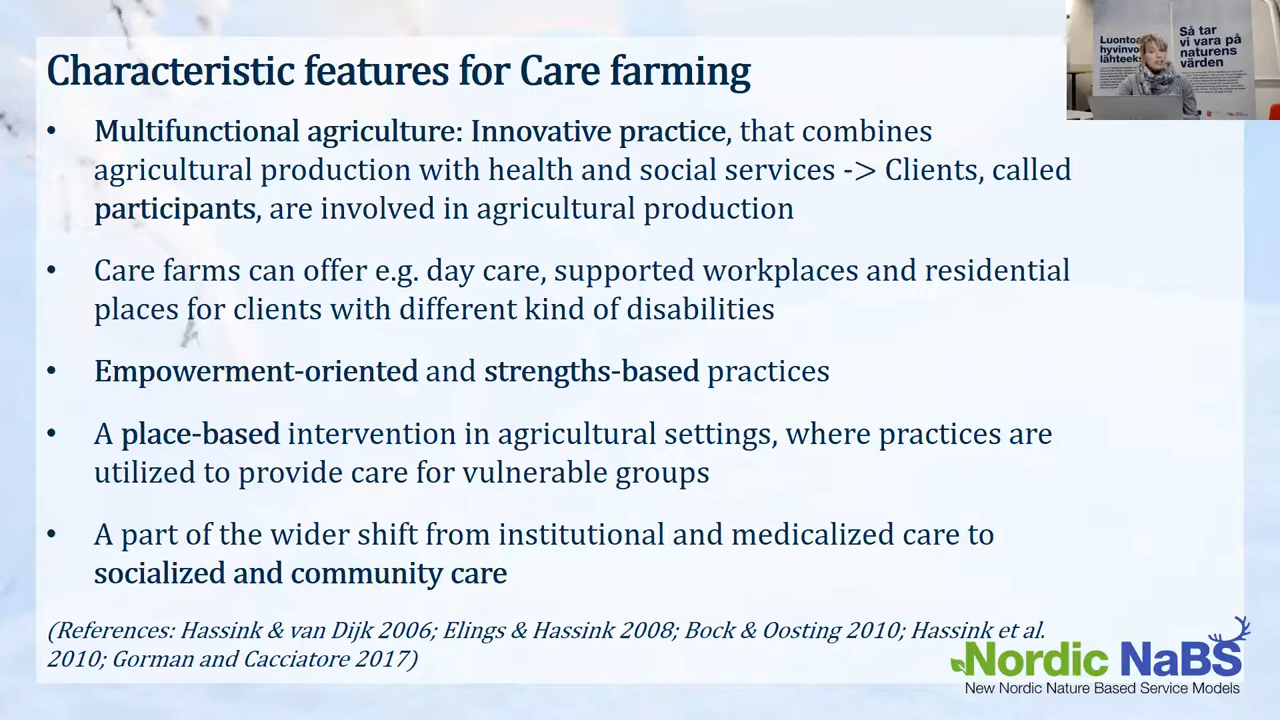 Characteristic features for Care farming
• Multifunctional agriculture: Innovative practice, that combines
agricultural production with health and social services -> Clients, called
participants, are involved in agricultural production
• Care farms can offer e.g. day care, supported workplaces and residential
places for clients with different kind of disabilities
• Empowerment-oriented and strengths-based practices
• A place-based intervention in agricultural settings, where practices are
utilized to provide care for vulnerable groups
• A part of the wider shift from institutional and medicalized care to
socialized and community care
(References: Hassink & van Dijk 2006; Elings & Hassink 2008; Bock & Oosting 2010; Hassink et al.
2010; Gorman and Cacciatore 2017)
Nordic NaBS
New Nordic Nature Based Service Models
Så tar
vi vara på
naturens
värden